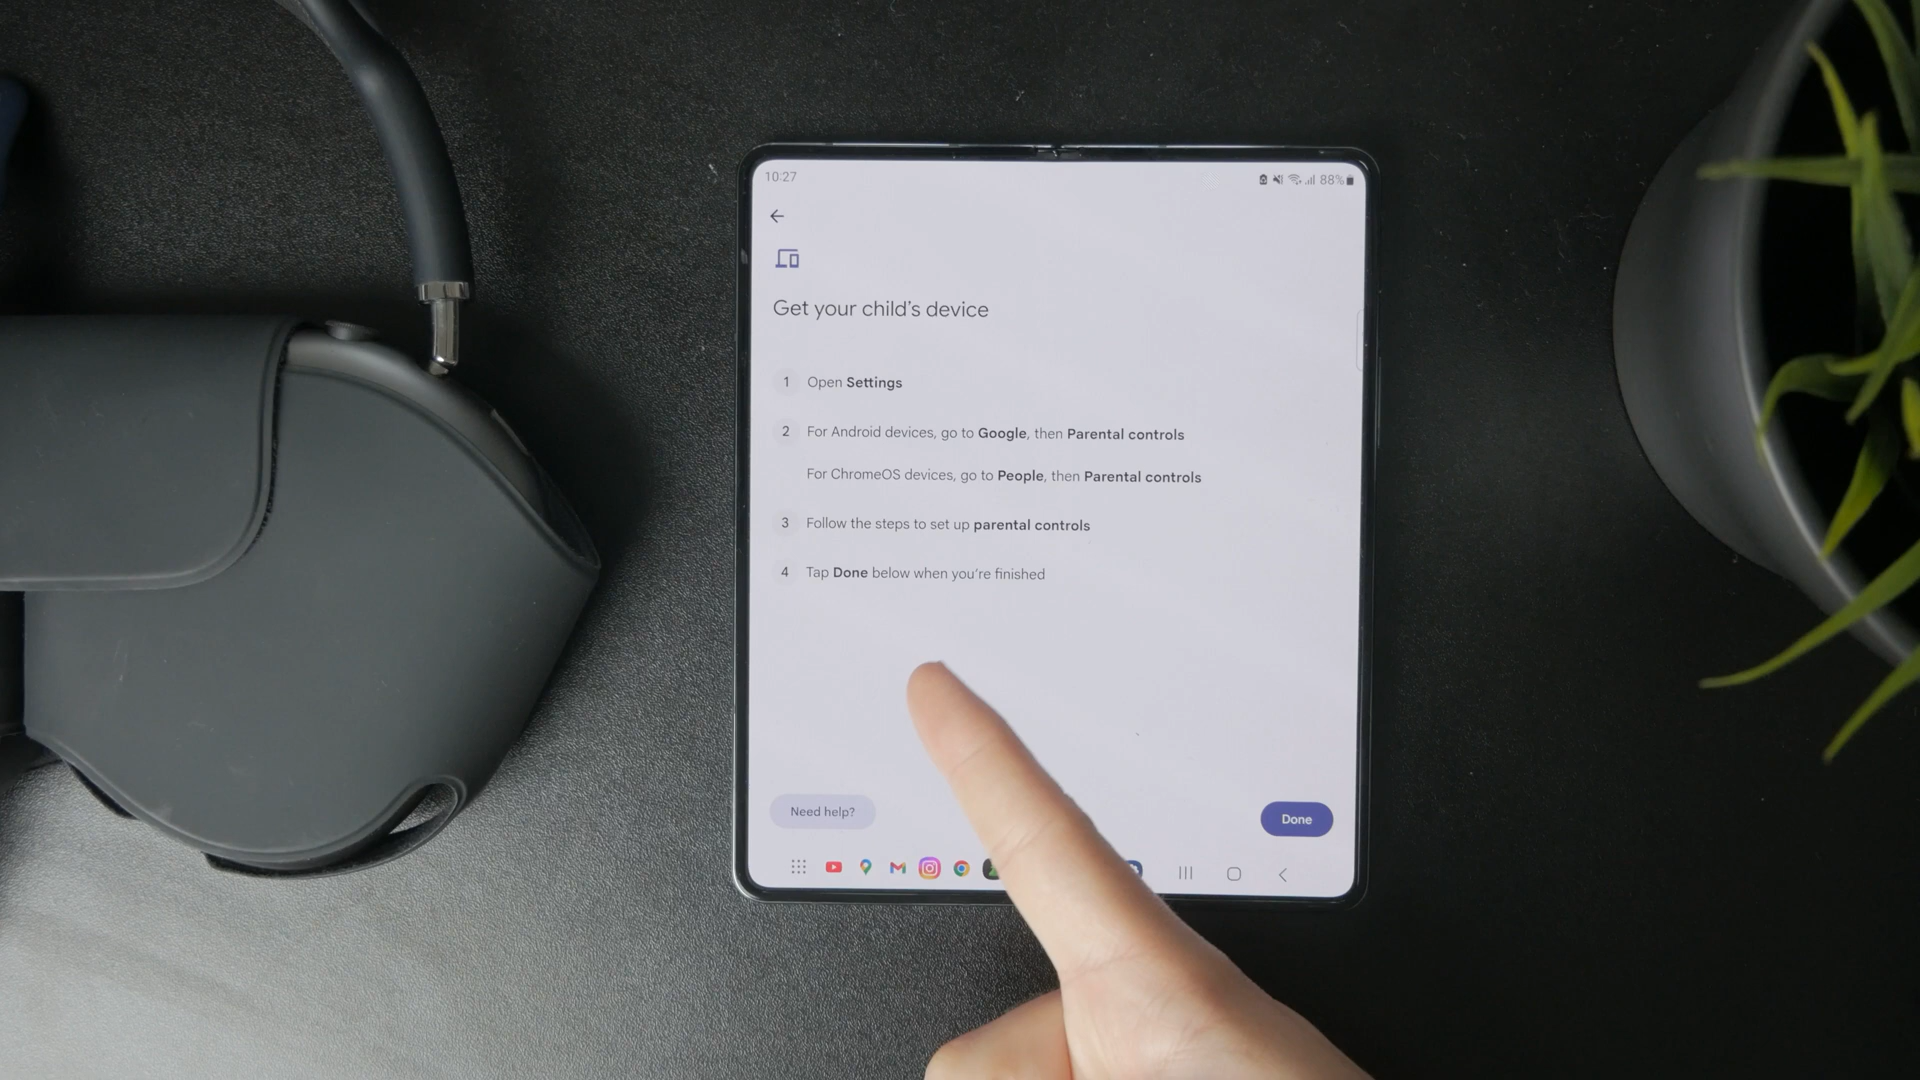 10:27
88%
Get your child's device
1 Open Settings
2 For Android devices, go to Google, then Parental controls
For ChromeOS devices, go to People, then Parental controls
3 Follow the steps to set up parental controls
4 Tap Done below when you're finished
Need help?
Done